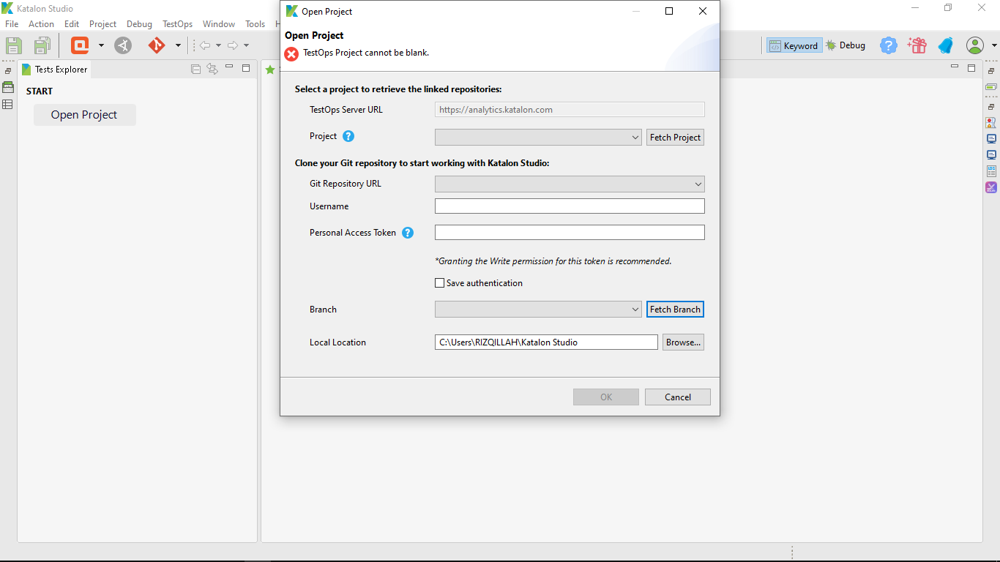 Katalon Studio
File Action Edit Project Debug TestOps Window Tools
Keyword Debug
Tests Explorer
START
Open Project
Open Project
Open Project
TestOps Project cannot be blank.
Select a project to retrieve the linked repositories:
TestOps Server URL https://analytics.katalon.com
Project ? Fetch Project
Clone your Git repository to start working with Katalon Studio:
Git Repository URL
Username
Personal Access Token ?
*Granting the Write permission for this token is recommended.
Save authentication
Branch Fetch Branch
Local Location C:\Users\RIZQILLAH\Katalon Studio Browse...
OK Cancel